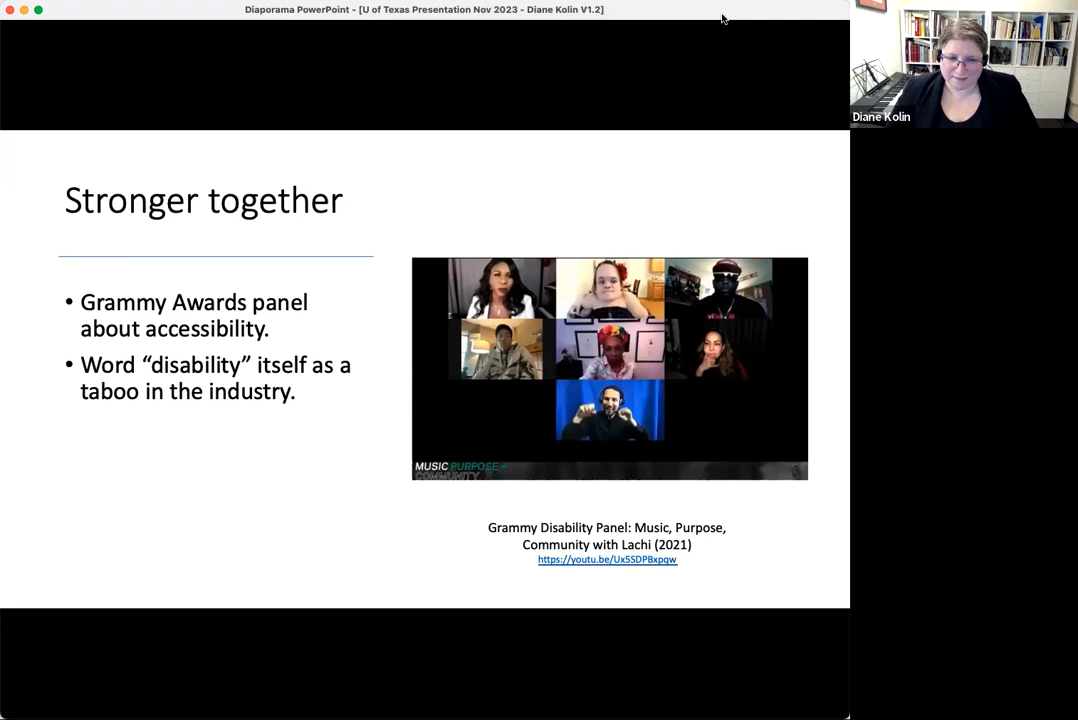 Diaporama PowerPoint - [U of Texas Presentation Nov 2023 - Diane Kolin V1.2]
Diane Kolin
Stronger together
• Grammy Awards panel
about accessibility.
• Word “disability” itself as a
taboo in the industry.
MUSIC PURPOSE +
COMMUNITY
Grammy Disability Panel: Music, Purpose,
Community with Lachi (2021)
https://youtu.be/Ux5SDPBxpqw